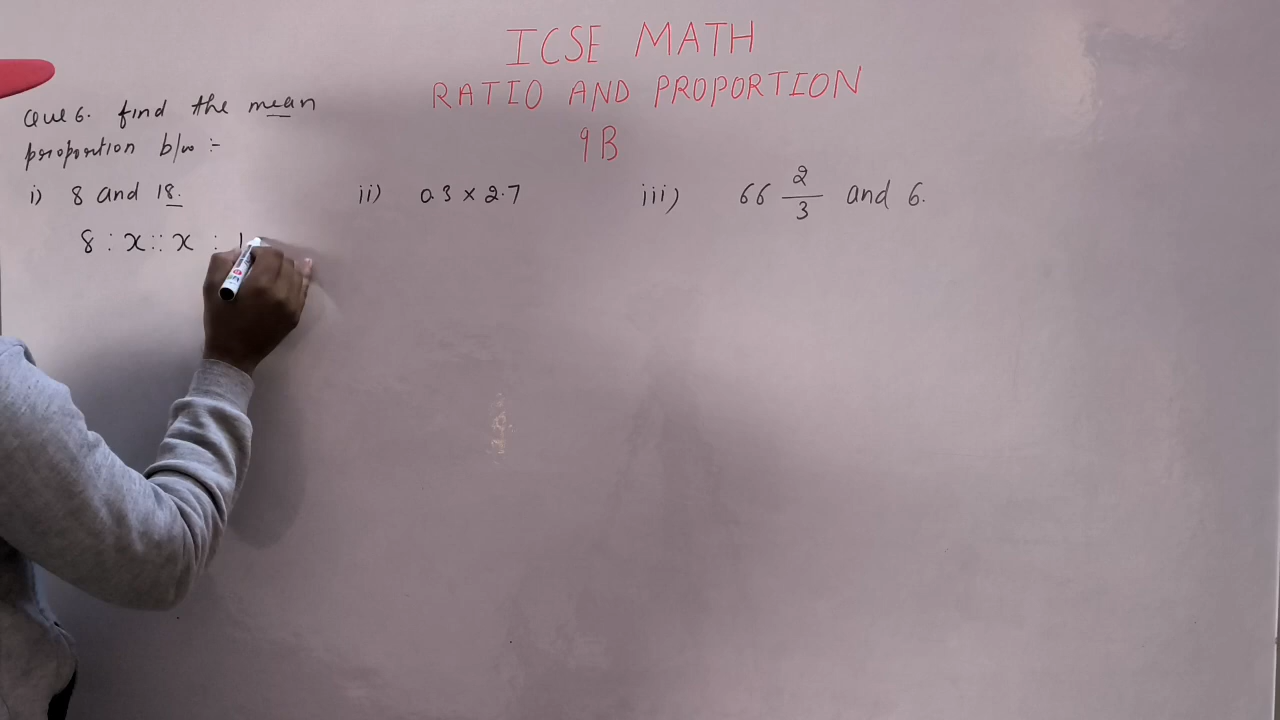 ICSE MATH
RATIO AND PROPORTION
9B
Que 6. find the mean
proportion b/w :-
i) 8 and 18.
ii) 0.3 × 2.7
iii) 66 2/3 and 6.
8 : x :: x : 1